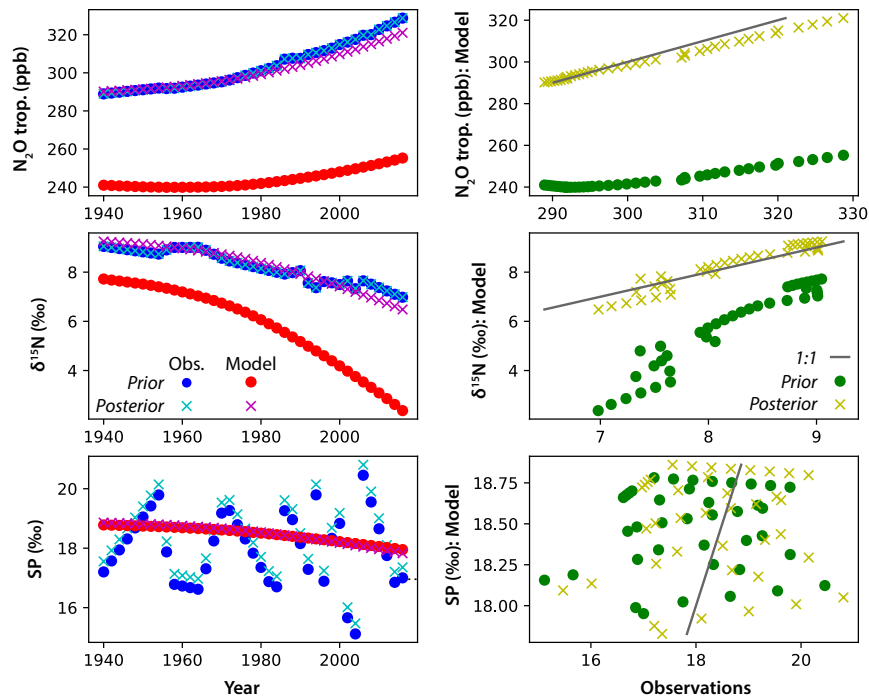 N₂O trop. (ppb)
320
300
280
260
240
1940 1960 1980 2000
N₂O trop. (ppb): Model
320
300
280
260
240
290 300 310 320 330
δ¹⁵N (‰)
8
6
4
Obs. Model
Prior
Posterior
1940 1960 1980 2000
δ¹⁵N (‰): Model
8
6
4
1:1
Prior
Posterior
7 8 9
SP (‰)
20
18
16
1940 1960 1980 2000
Year
SP (‰): Model
18.75
18.50
18.25
18.00
16 18 20
Observations